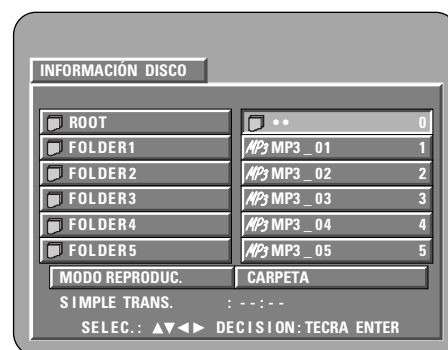 INFORMACIÓN DISCO
ROOT •• 0
FOLDER1 MP3 MP3_01 1
FOLDER2 MP3 MP3_02 2
FOLDER3 MP3 MP3_03 3
FOLDER4 MP3 MP3_04 4
FOLDER5 MP3 MP3_05 5
MODO REPRODUC. CARPETA
SIMPLE TRANS. :--:--
SELEC.: ▲▼◄► DECISION:TECRA ENTER